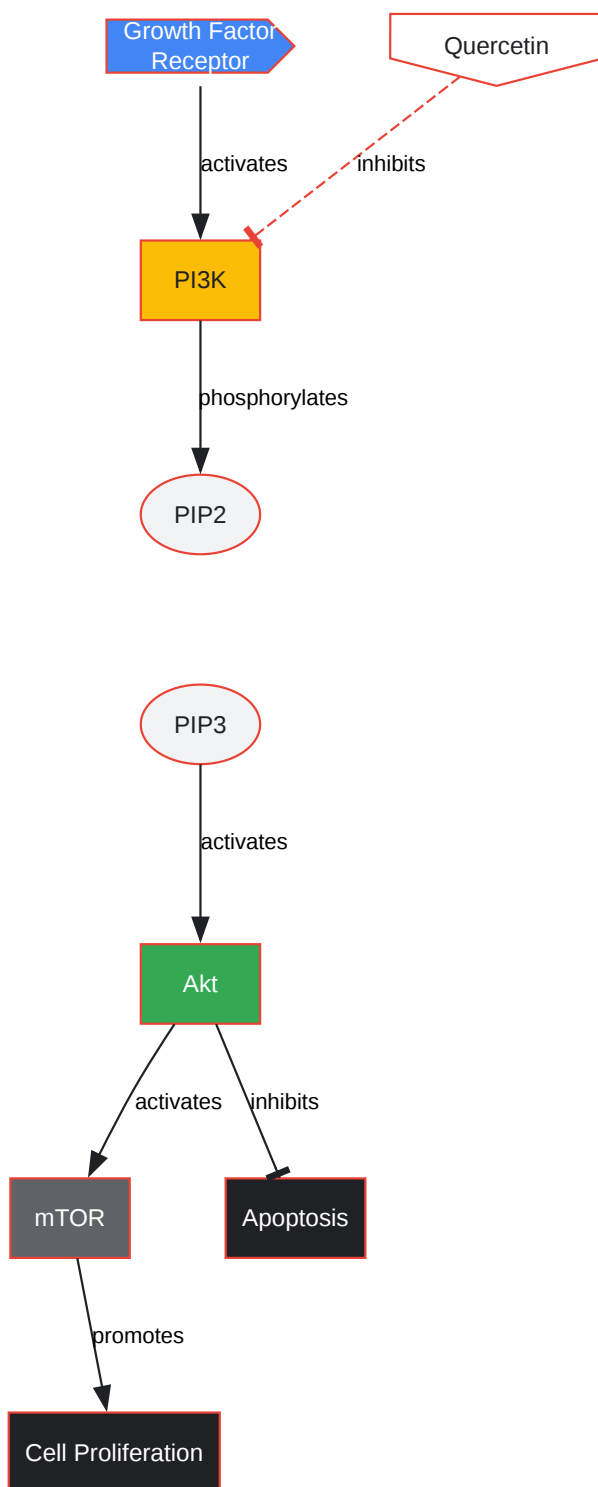 Growth Factor
Receptor
Quercetin
activates
inhibits
PI3K
phosphorylates
PIP2
PIP3
activates
Akt
activates
inhibits
mTOR
Apoptosis
promotes
Cell Proliferation